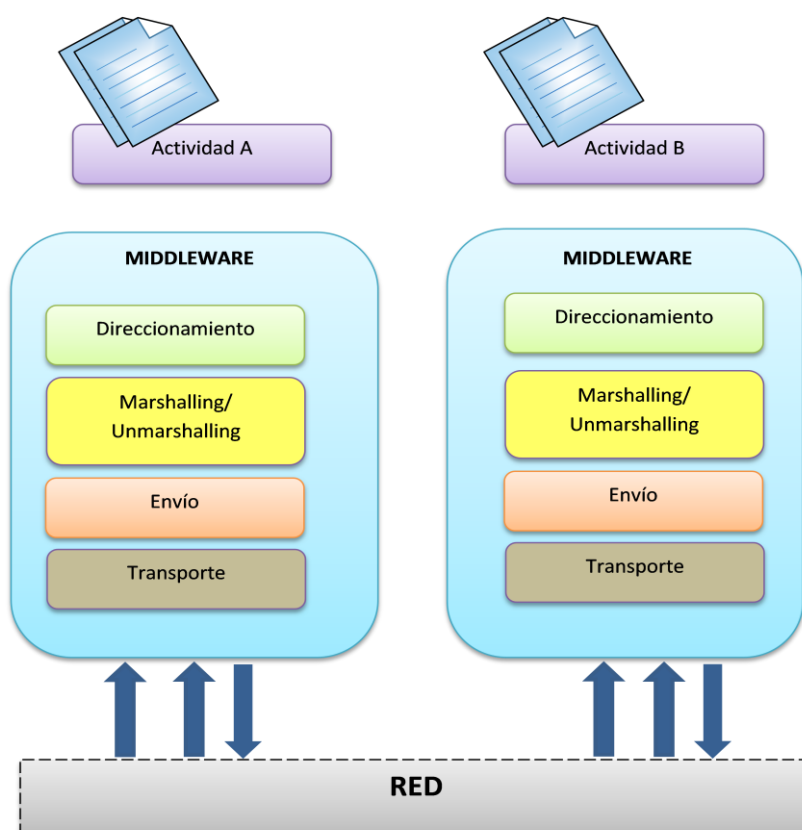 Actividad A
Actividad B
MIDDLEWARE
Direccionamiento
Marshalling/
Unmarshalling
Envío
Transporte
MIDDLEWARE
Direccionamiento
Marshalling/
Unmarshalling
Envío
Transporte
RED